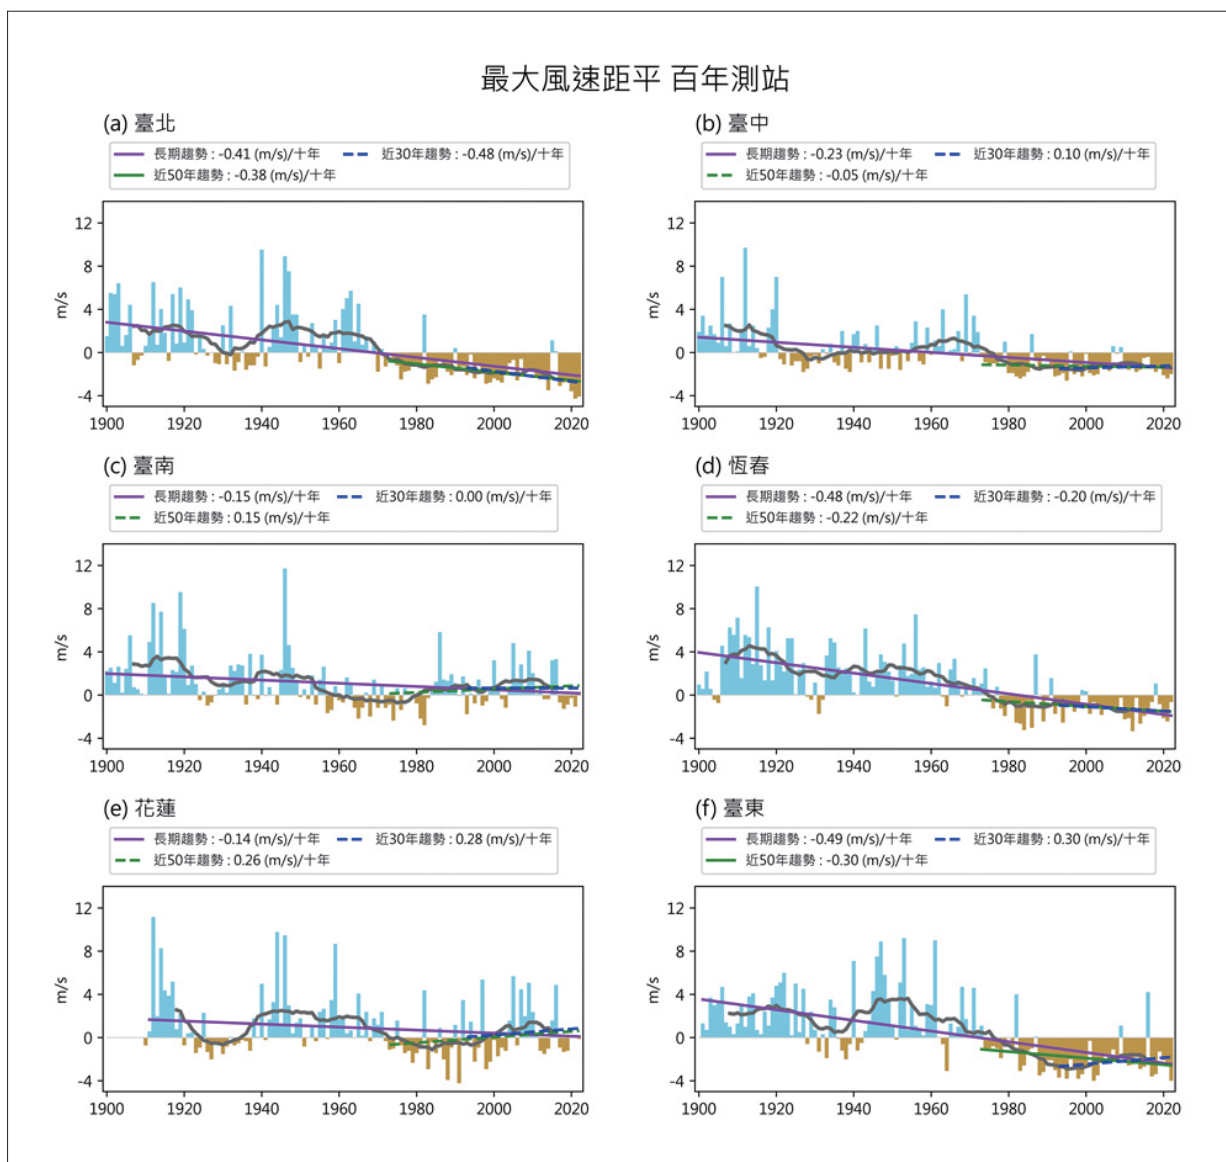 最大風速距平 百年測站
(a) 臺北
長期趨勢 : -0.41 (m/s)/十年 近30年趨勢 : -0.48 (m/s)/十年
近50年趨勢 : -0.38 (m/s)/十年
12
8
4
0
-4
m/s
1900 1920 1940 1960 1980 2000 2020
(b) 臺中
長期趨勢 : -0.23 (m/s)/十年 近30年趨勢 : 0.10 (m/s)/十年
近50年趨勢 : -0.05 (m/s)/十年
12
8
4
0
-4
m/s
1900 1920 1940 1960 1980 2000 2020
(c) 臺南
長期趨勢 : -0.15 (m/s)/十年 近30年趨勢 : 0.00 (m/s)/十年
近50年趨勢 : 0.15 (m/s)/十年
12
8
4
0
-4
m/s
1900 1920 1940 1960 1980 2000 2020
(d) 恆春
長期趨勢 : -0.48 (m/s)/十年 近30年趨勢 : -0.20 (m/s)/十年
近50年趨勢 : -0.22 (m/s)/十年
12
8
4
0
-4
m/s
1900 1920 1940 1960 1980 2000 2020
(e) 花蓮
長期趨勢 : -0.14 (m/s)/十年 近30年趨勢 : 0.28 (m/s)/十年
近50年趨勢 : 0.26 (m/s)/十年
12
8
4
0
-4
m/s
1900 1920 1940 1960 1980 2000 2020
(f) 臺東
長期趨勢 : -0.49 (m/s)/十年 近30年趨勢 : 0.30 (m/s)/十年
近50年趨勢 : -0.30 (m/s)/十年
12
8
4
0
-4
m/s
1900 1920 1940 1960 1980 2000 2020